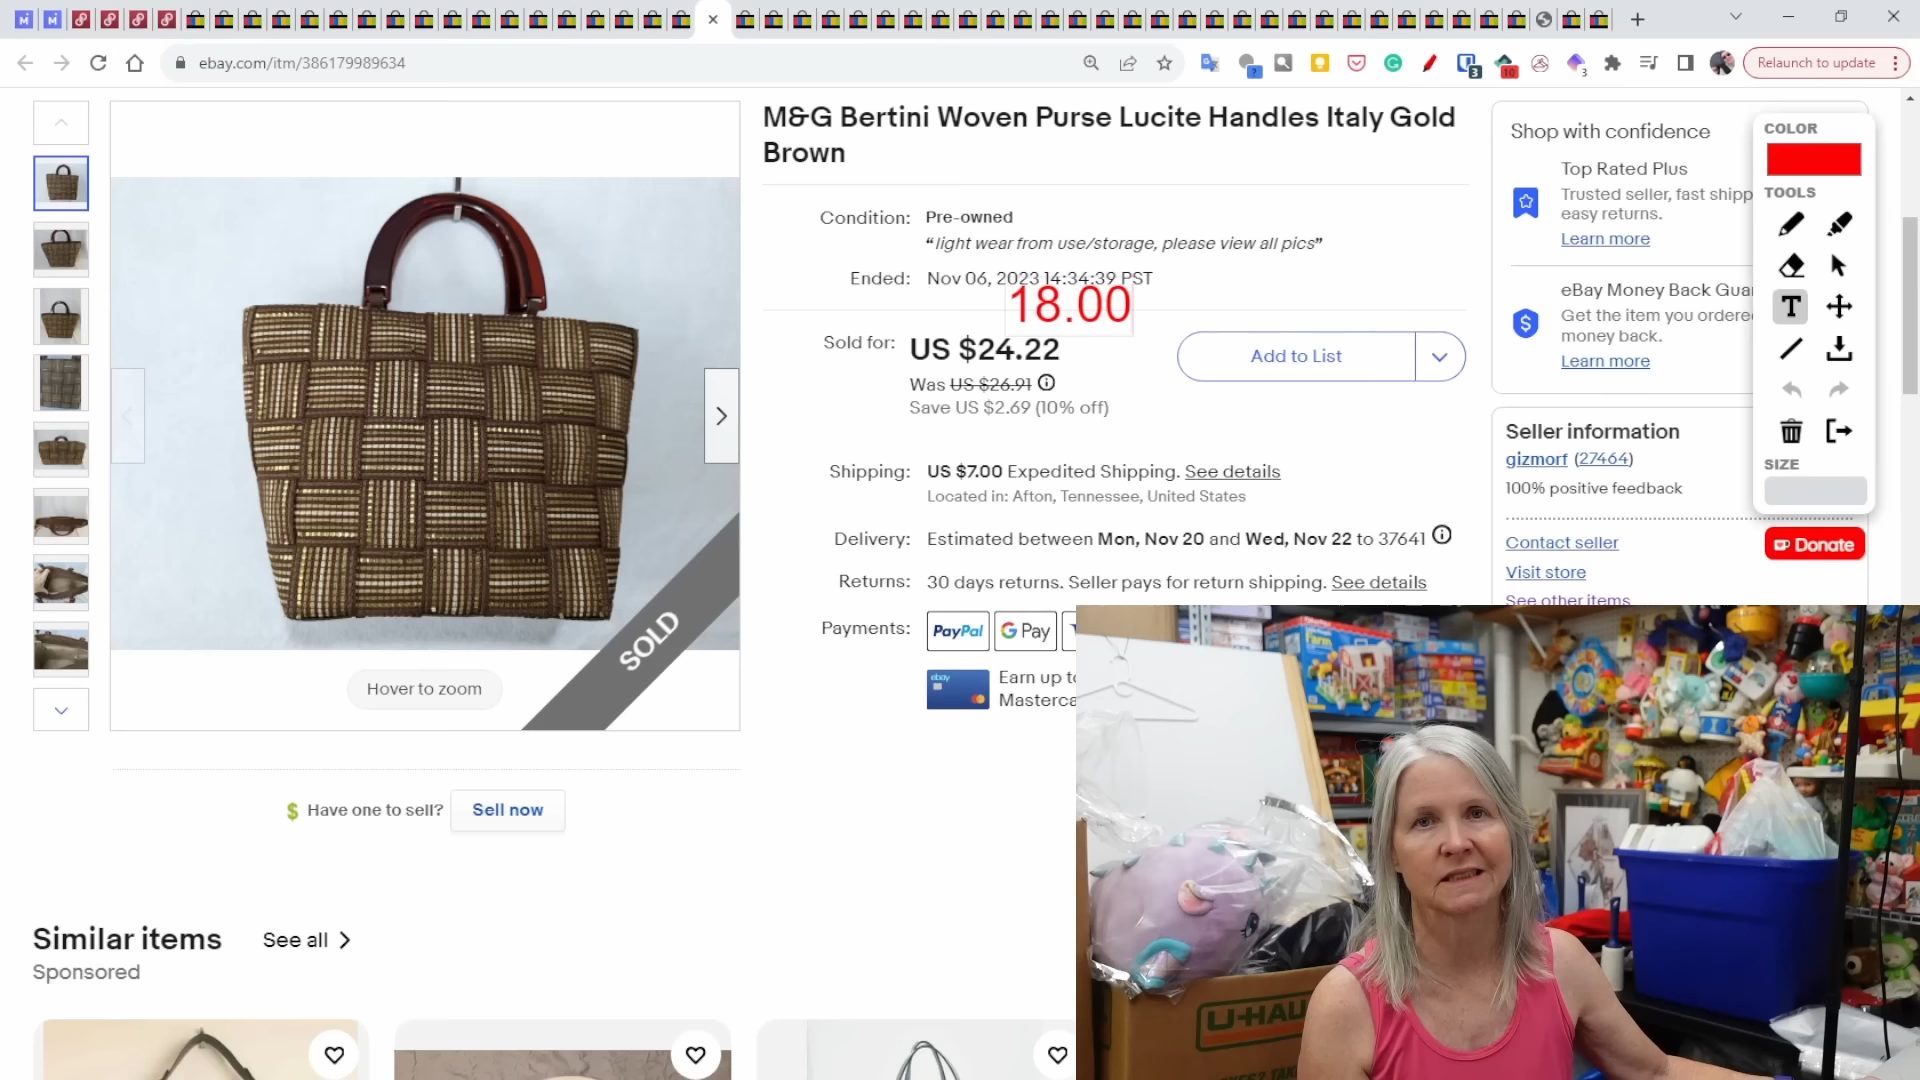 ebay.com/itm/386179989634
Relaunch to update
M&G Bertini Woven Purse Lucite Handles Italy Gold
Brown
Condition: Pre-owned
“light wear from use/storage, please view all pics”
Ended: Nov 06, 2023 14:34:39 PST
18.00
Sold for: US $24.22
Was US $26.91
Save US $2.69 (10% off)
Add to List
Shipping: US $7.00 Expedited Shipping. See details
Located in: Afton, Tennessee, United States
Delivery: Estimated between Mon, Nov 20 and Wed, Nov 22 to 37641
Returns: 30 days returns. Seller pays for return shipping. See details
Payments: PayPal G Pay
ebay
Earn up to
Masterca
SOLD
Hover to zoom
Have one to sell? Sell now
Similar items See all
Sponsored
Shop with confidence
Top Rated Plus
Trusted seller, fast shipp
easy returns.
Learn more
eBay Money Back Gua
Get the item you ordere
money back.
Learn more
Seller information
gizmorf (27464)
100% positive feedback
Contact seller
Visit store
See other items
COLOR
TOOLS
T
SIZE
Donate
U-HAU